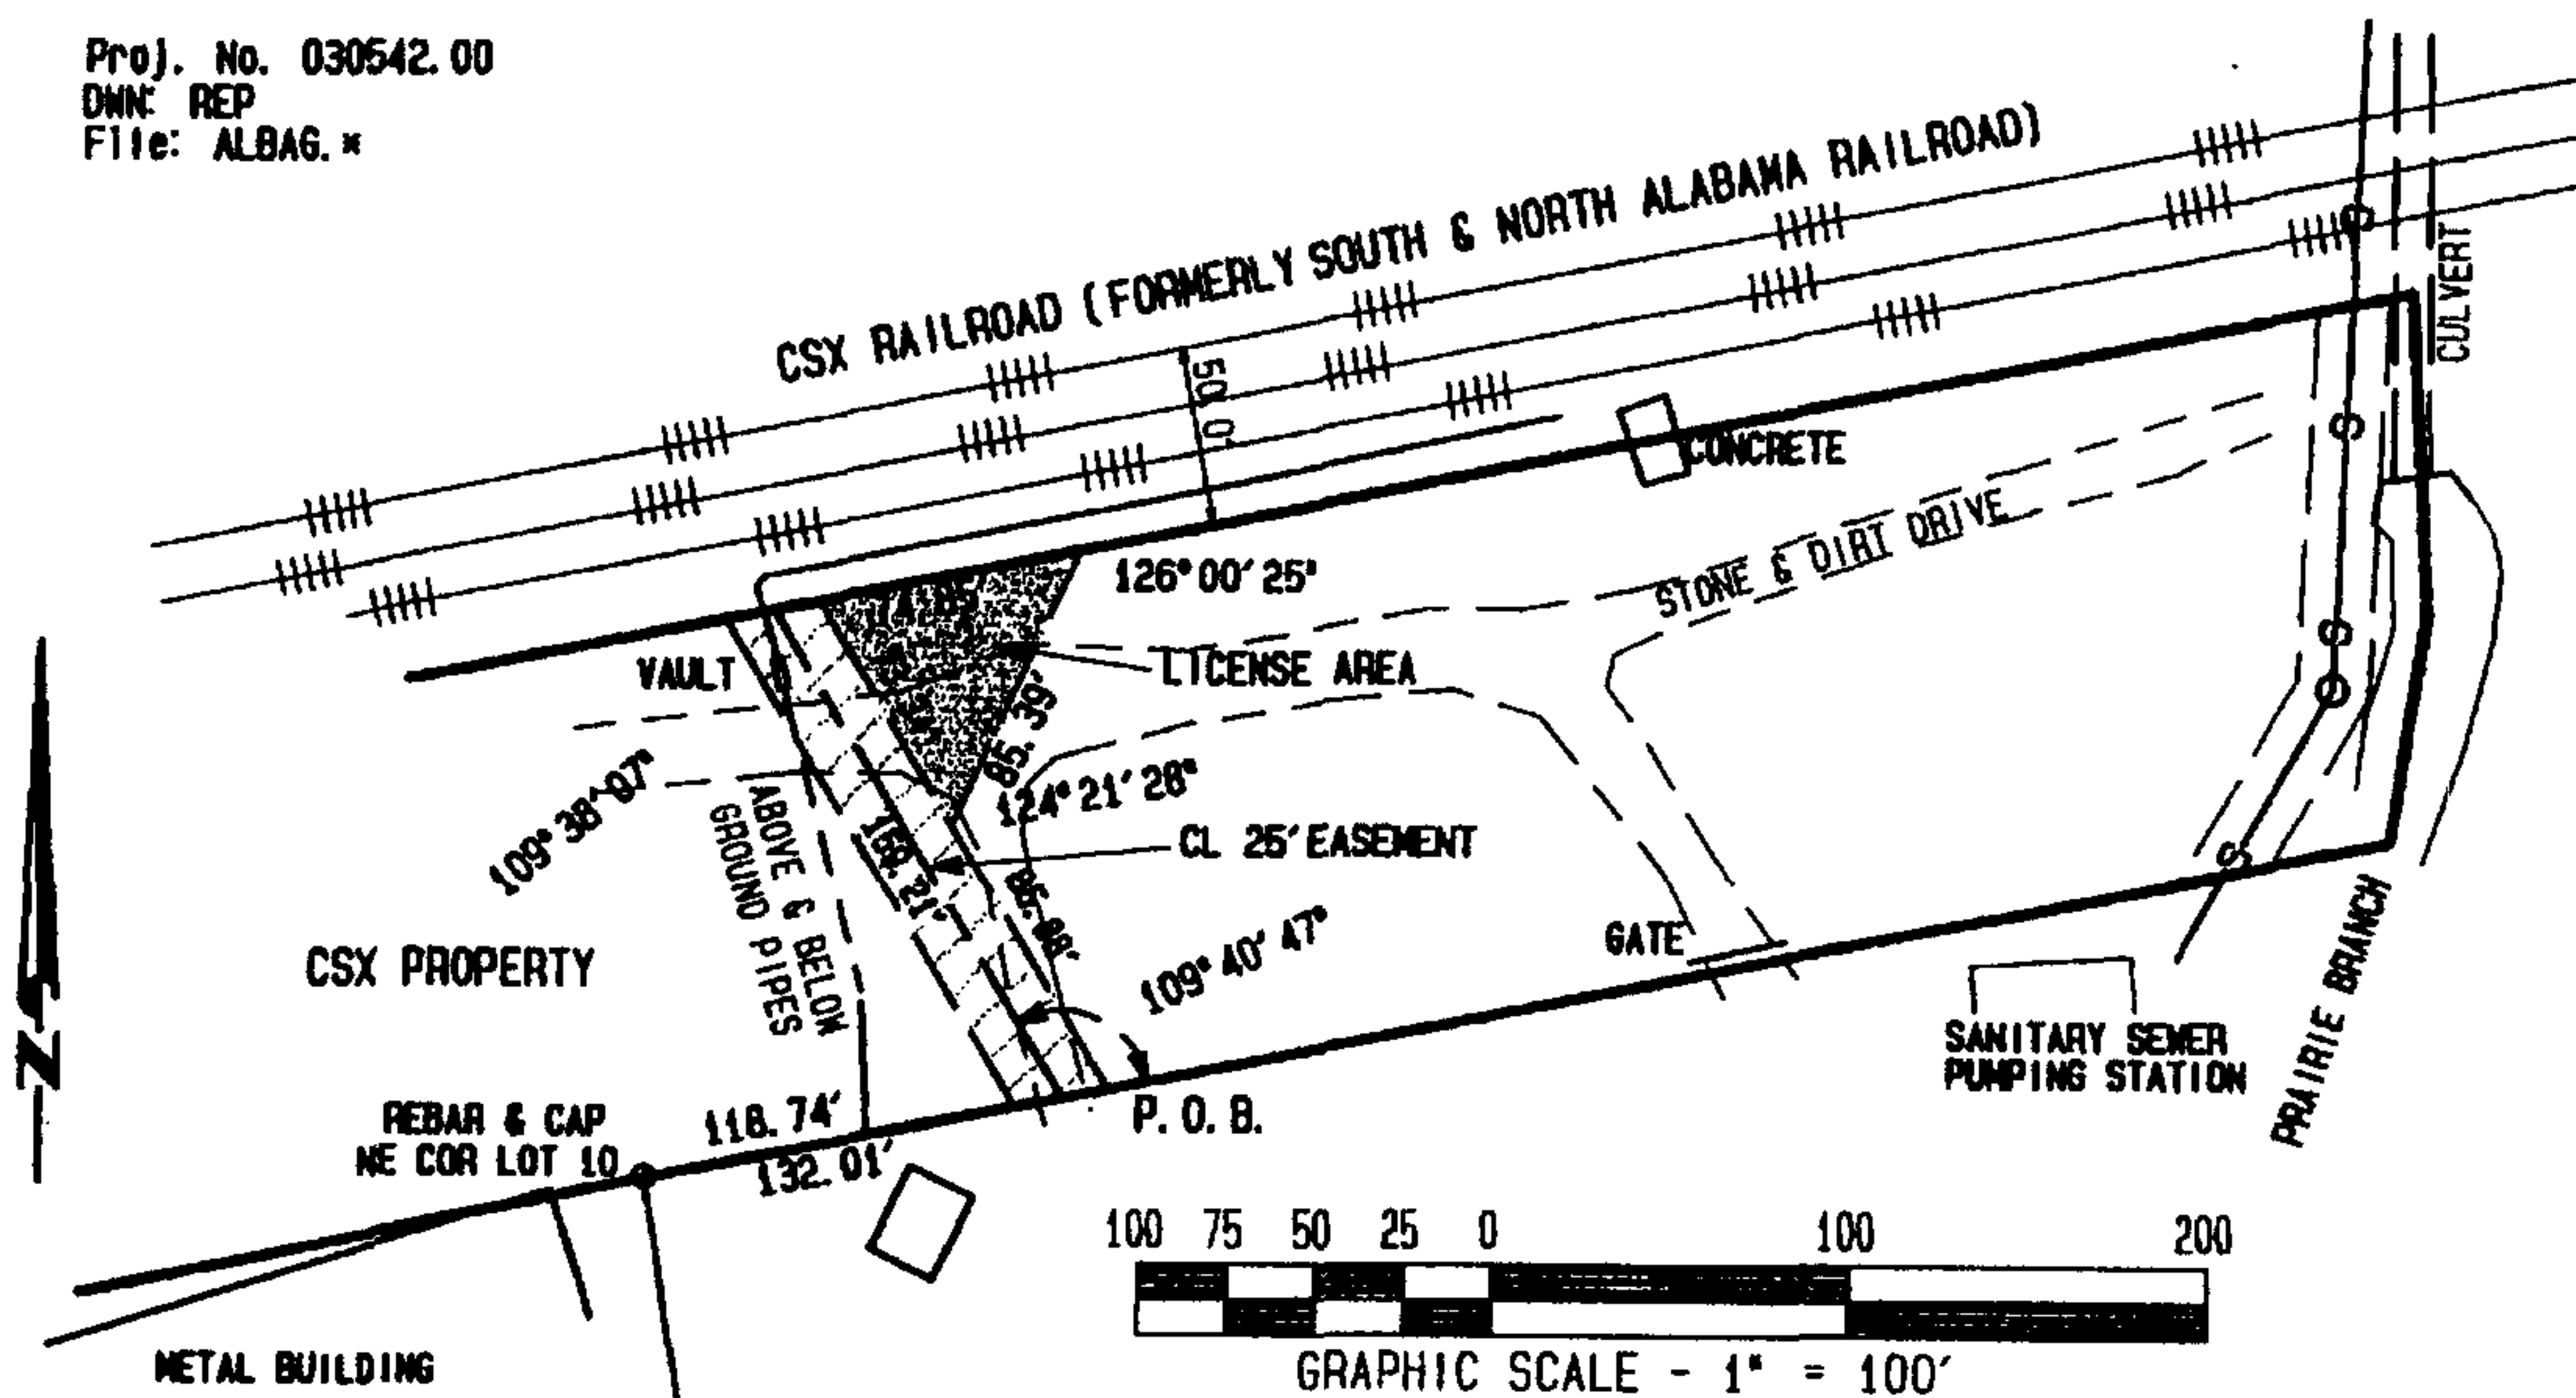 Proj. No. 030542.00
DWN: REP
File: ALBAG.*
CSX RAILROAD (FORMERLY SOUTH & NORTH ALABAMA RAILROAD)
50.0'
CULVERT
CONCRETE
126°00'25"
STONE & DIRT DRIVE
74.85'
VAULT
LICENSE AREA
85.39'
109°38'07"
124°21'28"
ABOVE & BELOW
GROUND PIPES
CL 25' EASEMENT
CSX PROPERTY
GATE
109°40'47"
PRAIRIE BRANCH
SANITARY SEWER
PUMPING STATION
REBAR & CAP
NE COR LOT 10
118.74'
132.01'
P.O.B.
100 75 50 25 0 100 200
GRAPHIC SCALE - 1" = 100'
METAL BUILDING
N
S
S
S
S